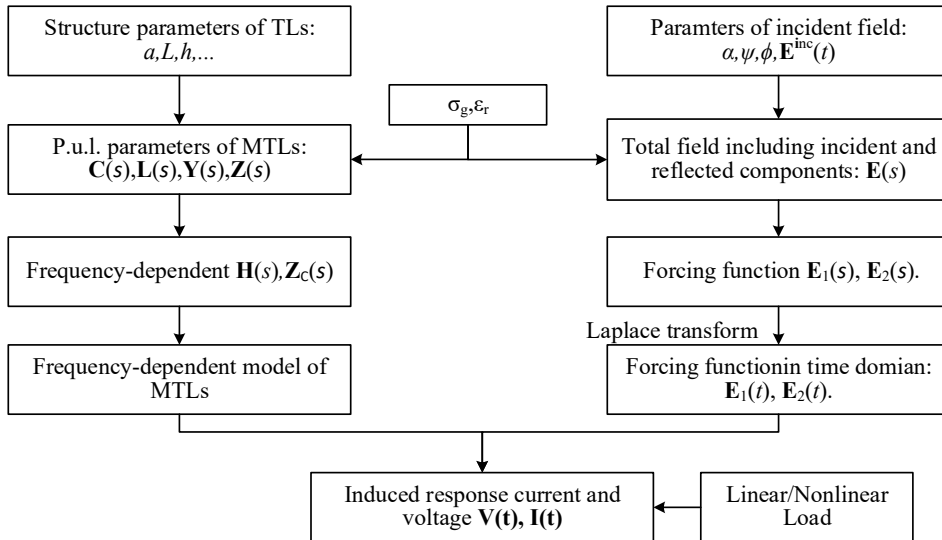 Structure parameters of TLs:
a,L,h,...
Paramters of incident field:
α,ψ,ϕ,E^inc(t)
σg,εr
P.u.l. parameters of MTLs:
C(s),L(s),Y(s),Z(s)
Total field including incident and
reflected components: E(s)
Frequency-dependent H(s),ZC(s)
Forcing function E1(s), E2(s).
Laplace transform
Frequency-dependent model of
MTLs
Forcing functionin time domian:
E1(t), E2(t).
Induced response current and
voltage V(t), I(t)
Linear/Nonlinear
Load